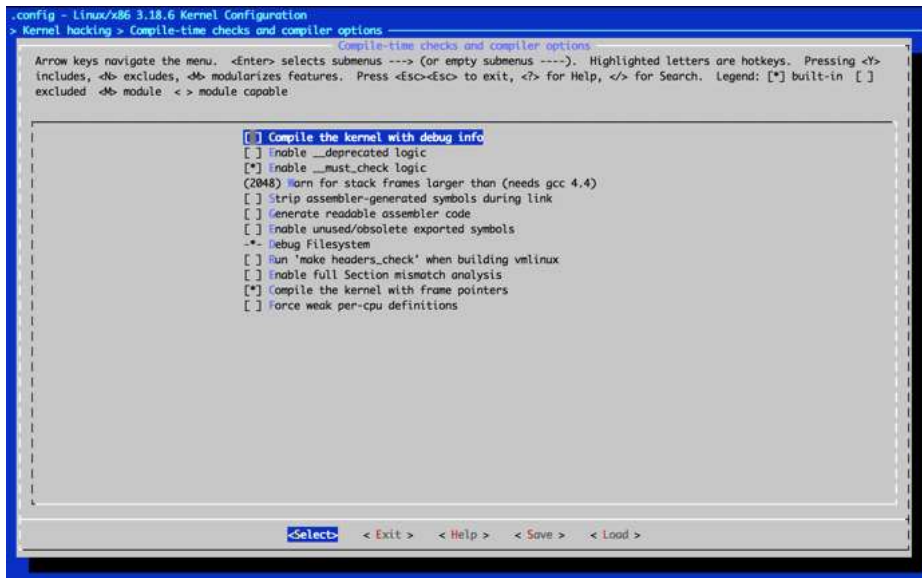 .config - Linux/x86 3.18.6 Kernel Configuration
> Kernel hacking > Compile-time checks and compiler options
Compile-time checks and compiler options
Arrow keys navigate the menu. <Enter> selects submenus ---> (or empty submenus ----). Highlighted letters are hotkeys. Pressing <Y>
includes, <N> excludes, <M> modularizes features. Press <Esc><Esc> to exit, <?> for Help, </> for Search. Legend: [*] built-in [ ]
excluded <M> module < > module capable
[ ] Compile the kernel with debug info
[ ] Enable __deprecated logic
[*] Enable __must_check logic
(2048) Warn for stack frames larger than (needs gcc 4.4)
[ ] Strip assembler-generated symbols during link
[ ] Generate readable assembler code
[ ] Enable unused/obsolete exported symbols
-*- Debug Filesystem
[ ] Run 'make headers_check' when building vmlinux
[ ] Enable full Section mismatch analysis
[*] Compile the kernel with frame pointers
[ ] Force weak per-cpu definitions
<Select> < Exit > < Help > < Save > < Load >